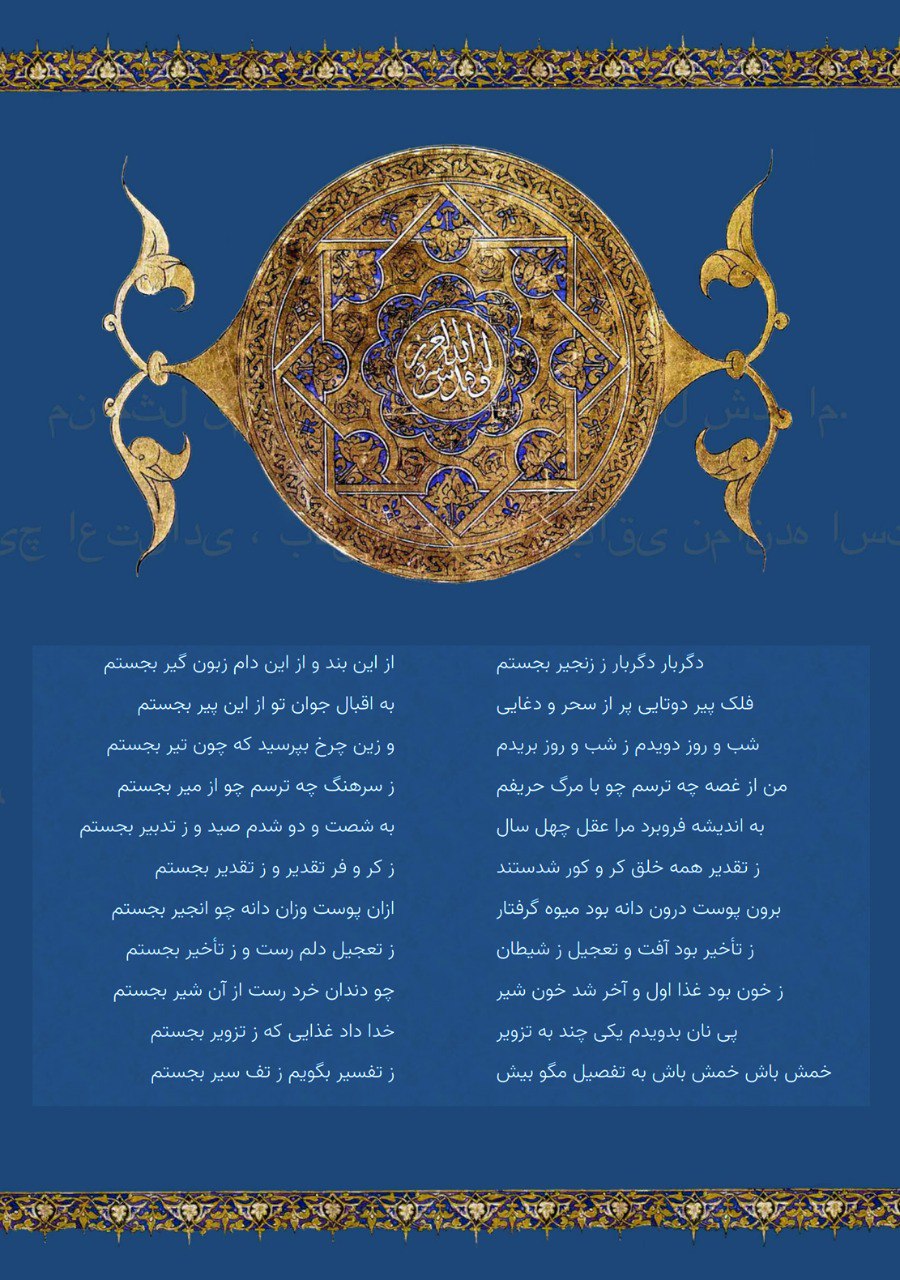 دگربار دگربار ز زنجیر بجستم
از این بند و از این دام زبون گیر بجستم
فلک پیر دوتایی پر از سحر و دغایی
به اقبال جوان تو از این پیر بجستم
شب و روز دویدم ز شب و روز بریدم
و زین چرخ بپرسید که چون تیر بجستم
من از غصه چه ترسم چو با مرگ حریفم
ز سرهنگ چه ترسم چو از میر بجستم
به اندیشه فروبرد مرا عقل چهل سال
به شصت و دو شدم صید و ز تدبیر بجستم
ز تقدیر همه خلق کر و کور شدستند
ز کر و فر تقدیر و ز تقدیر بجستم
برون پوست درون دانه بود میوه گرفتار
ازان پوست وزان دانه چو انجیر بجستم
ز تأخیر بود آفت و تعجیل ز شیطان
ز تعجیل دلم رست و ز تأخیر بجستم
ز خون بود غذا اول و آخر شد خون شیر
چو دندان خرد رست از آن شیر بجستم
پی نان بدویدم یکی چند به تزویر
خدا داد غذایی که ز تزویر بجستم
خمش باش خمش باش به تفصیل مگو بیش
ز تفسیر بگویم ز تف سیر بجستم